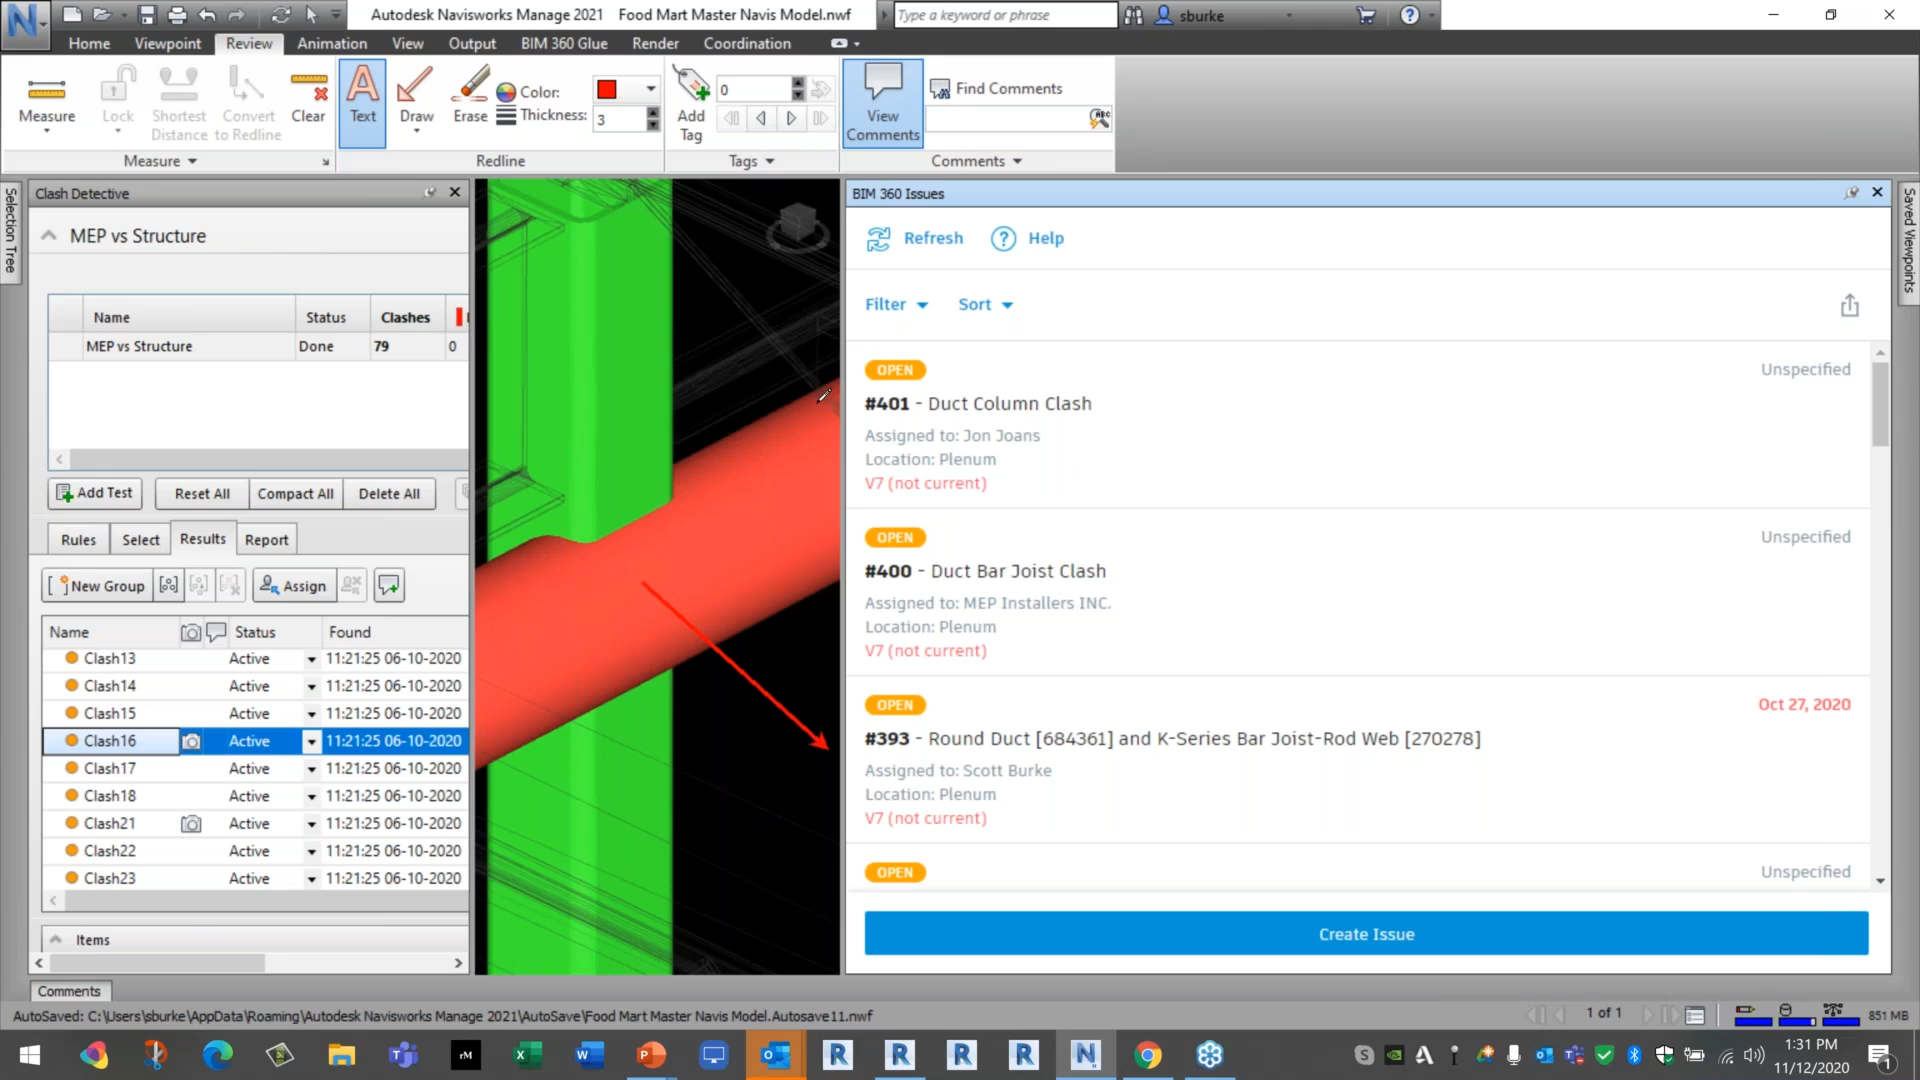 Autodesk Navisworks Manage 2021 Food Mart Master Navis Model.nwf
Type a keyword or phrase
sburke
Home Viewpoint Review Animation View Output BIM 360 Glue Render Coordination
Measure
Lock
Shortest Distance
Convert to Redline
Clear
Text
Draw
Erase
Color:
Thickness: 3
Add Tag
0
View Comments
Find Comments
Measure
Redline
Tags
Comments
Selection Tree
Clash Detective
MEP vs Structure
Name Status Clashes
MEP vs Structure Done 79 0
Add Test Reset All Compact All Delete All
Rules Select Results Report
New Group Assign
Name Status Found
Clash13 Active 11:21:25 06-10-2020
Clash14 Active 11:21:25 06-10-2020
Clash15 Active 11:21:25 06-10-2020
Clash16 Active 11:21:25 06-10-2020
Clash17 Active 11:21:25 06-10-2020
Clash18 Active 11:21:25 06-10-2020
Clash21 Active 11:21:25 06-10-2020
Clash22 Active 11:21:25 06-10-2020
Clash23 Active 11:21:25 06-10-2020
Items
Comments
BIM 360 Issues
Refresh Help
Filter Sort
OPEN Unspecified
#401 - Duct Column Clash
Assigned to: Jon Joans
Location: Plenum
V7 (not current)
OPEN Unspecified
#400 - Duct Bar Joist Clash
Assigned to: MEP Installers INC.
Location: Plenum
V7 (not current)
OPEN Oct 27, 2020
#393 - Round Duct [684361] and K-Series Bar Joist-Rod Web [270278]
Assigned to: Scott Burke
Location: Plenum
V7 (not current)
OPEN Unspecified
Create Issue
Saved Viewpoints
AutoSaved: C:\Users\sburke\AppData\Roaming\Autodesk Navisworks Manage 2021\AutoSave\Food Mart Master Navis Model.Autosave11.nwf
1 of 1
851 MB
1:31 PM
11/12/2020
1